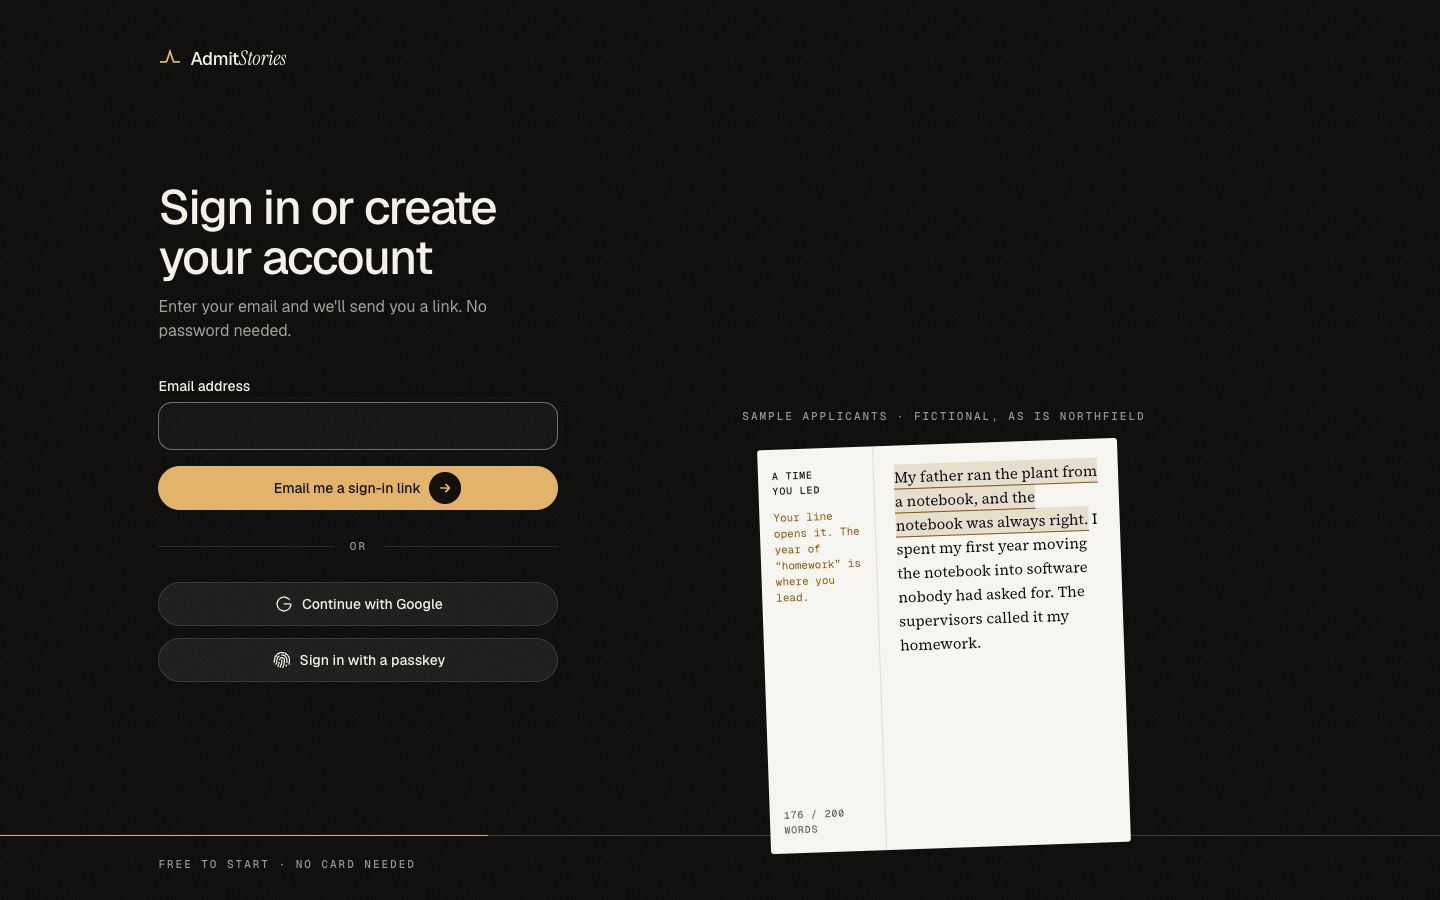 AdmitStories
Sign in or create
your account
Enter your email and we'll send you a link. No
password needed.
Email address
Email me a sign-in link
OR
Continue with Google
Sign in with a passkey
SAMPLE APPLICANTS · FICTIONAL, AS IS NORTHFIELD
A TIME
YOU LED
Your line
opens it. The
year of
“homework” is
where you
lead.
176 / 200
WORDS
My father ran the plant from
a notebook, and the
notebook was always right. I
spent my first year moving
the notebook into software
nobody had asked for. The
supervisors called it my
homework.
FREE TO START · NO CARD NEEDED